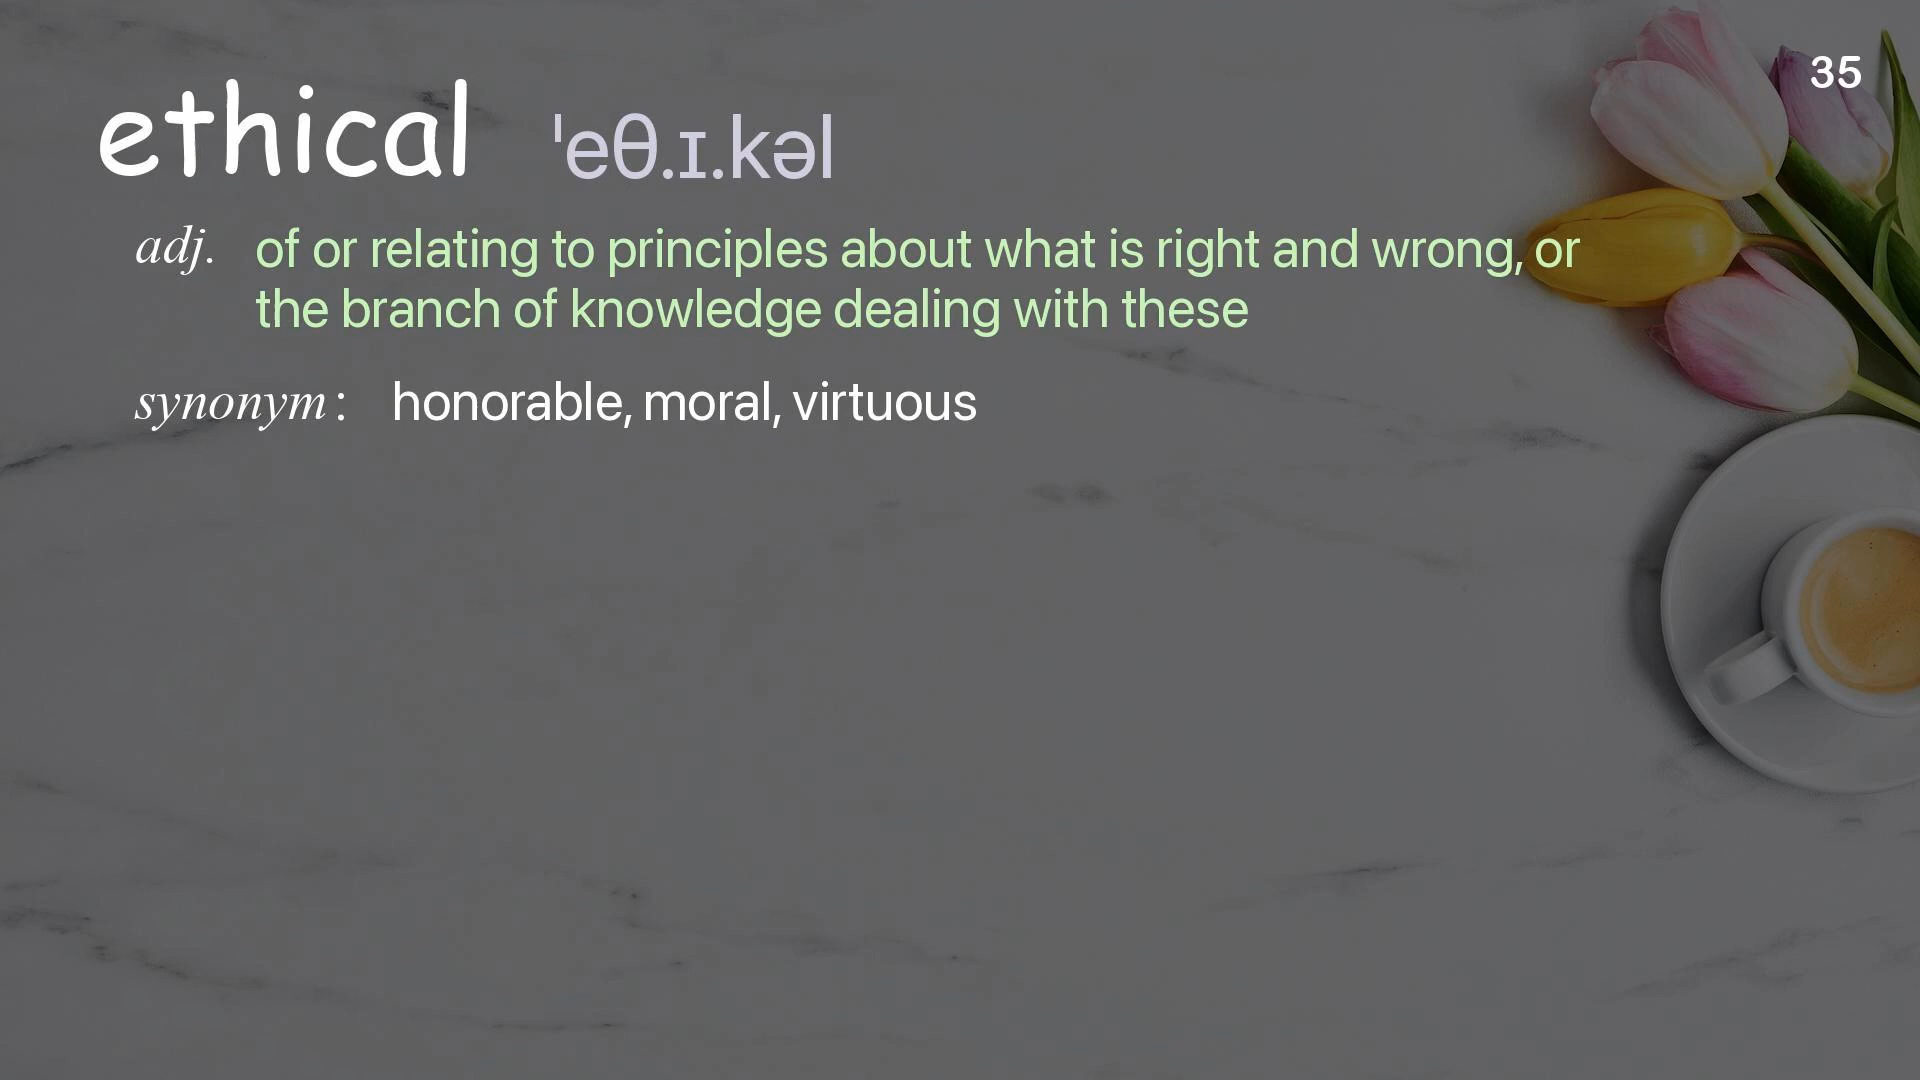 35
ethical ˈeθ.ɪ.kəl
adj. of or relating to principles about what is right and wrong, or
the branch of knowledge dealing with these
synonym: honorable, moral, virtuous